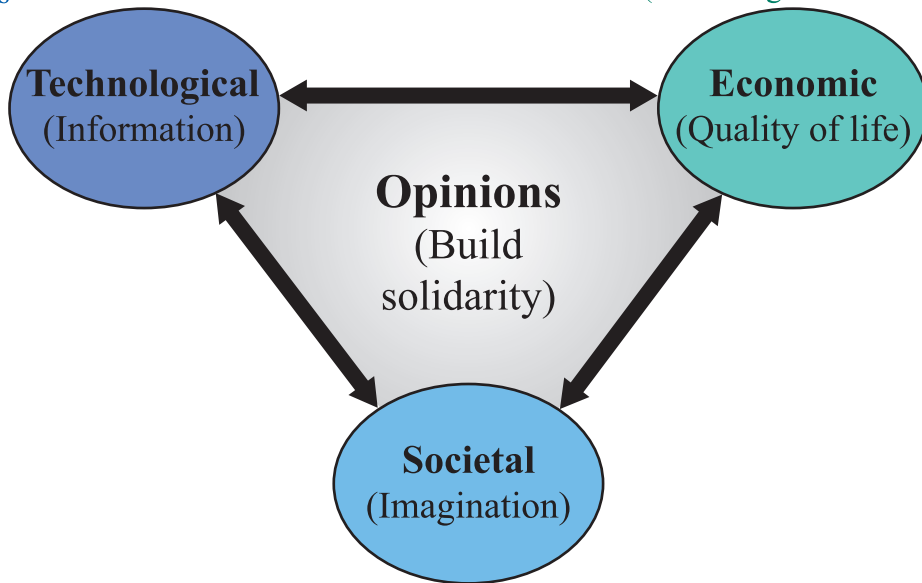 Technological
(Information)
Economic
(Quality of life)
Opinions
(Build
solidarity)
Societal
(Imagination)